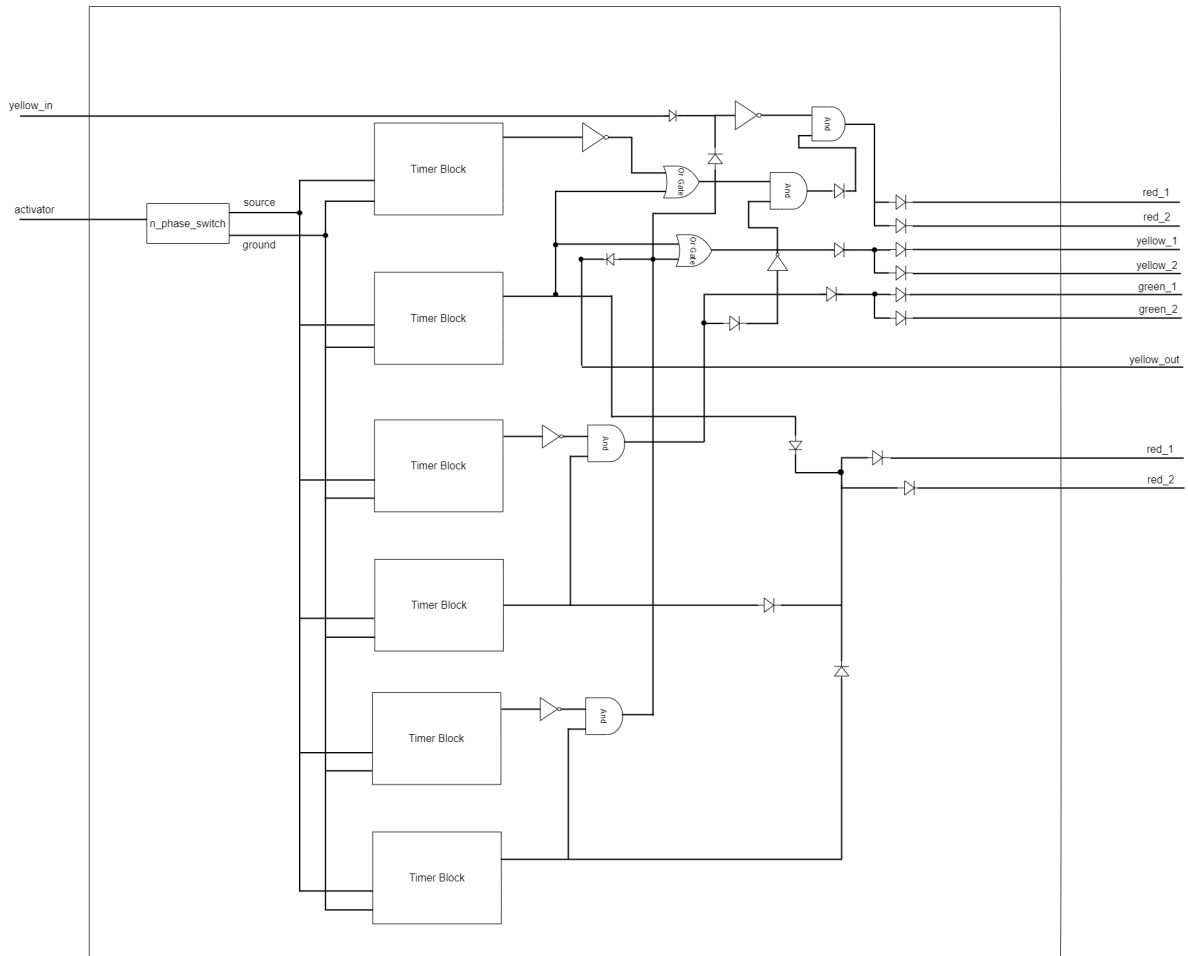 yellow_in
And
Timer Block
Or Gate
And
red_1
activator
n_phase_switch
source
red_2
ground
Or Gate
yellow_1
yellow_2
green_1
Timer Block
green_2
yellow_out
Timer Block
And
red_1
red_2
Timer Block
Timer Block
And
Timer Block